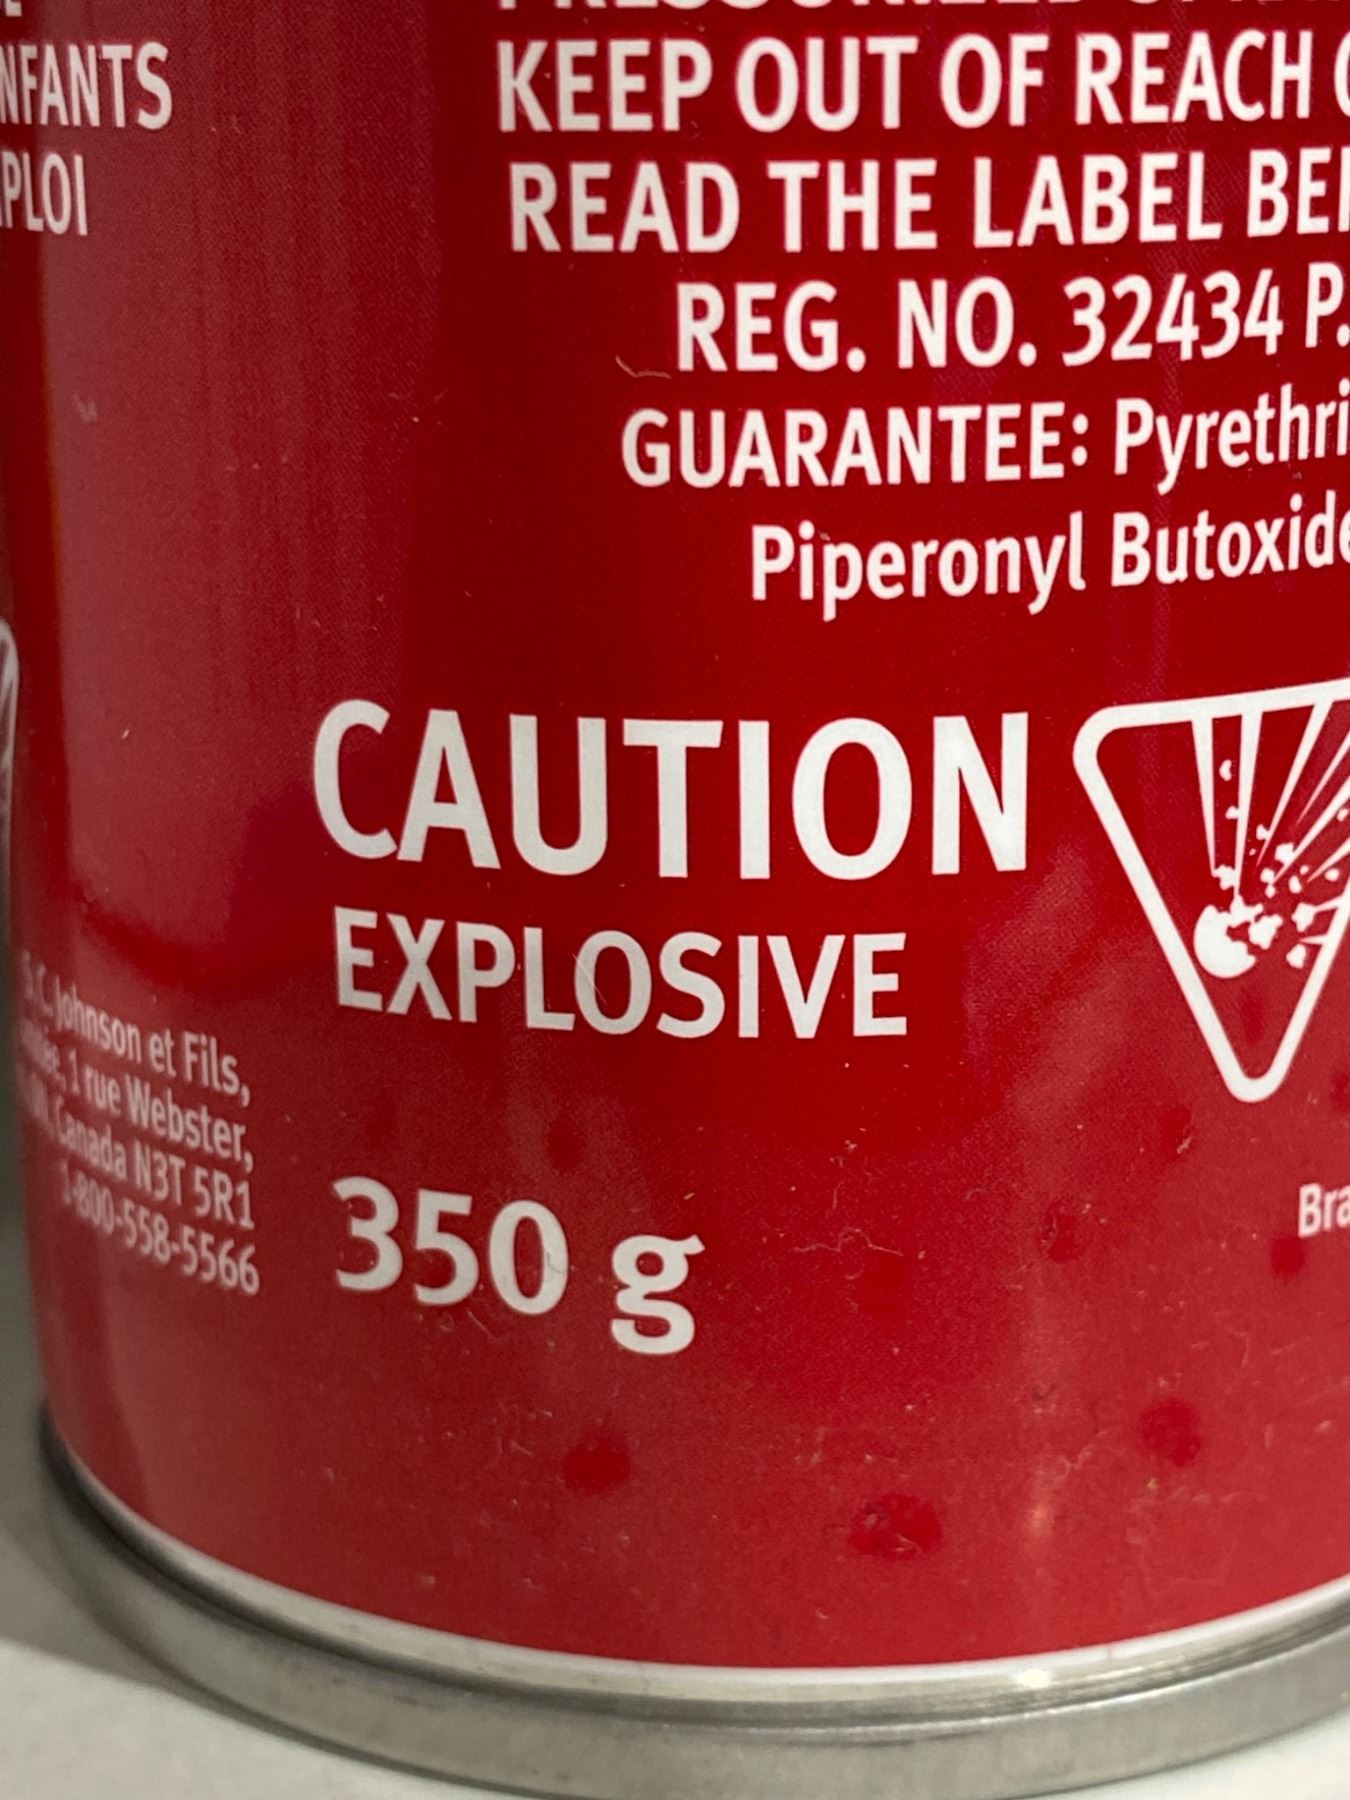 NFANTS
PLOI
KEEP OUT OF REACH
READ THE LABEL
REG. NO. 32434 P.
GUARANTEE: Pyrethri
Piperonyl Butoxide
CAUTION
EXPLOSIVE
S.C. Johnson et Fils,
1 rue Webster,
Canada N3T 5R1
1-800-558-5566
350 g
Bra